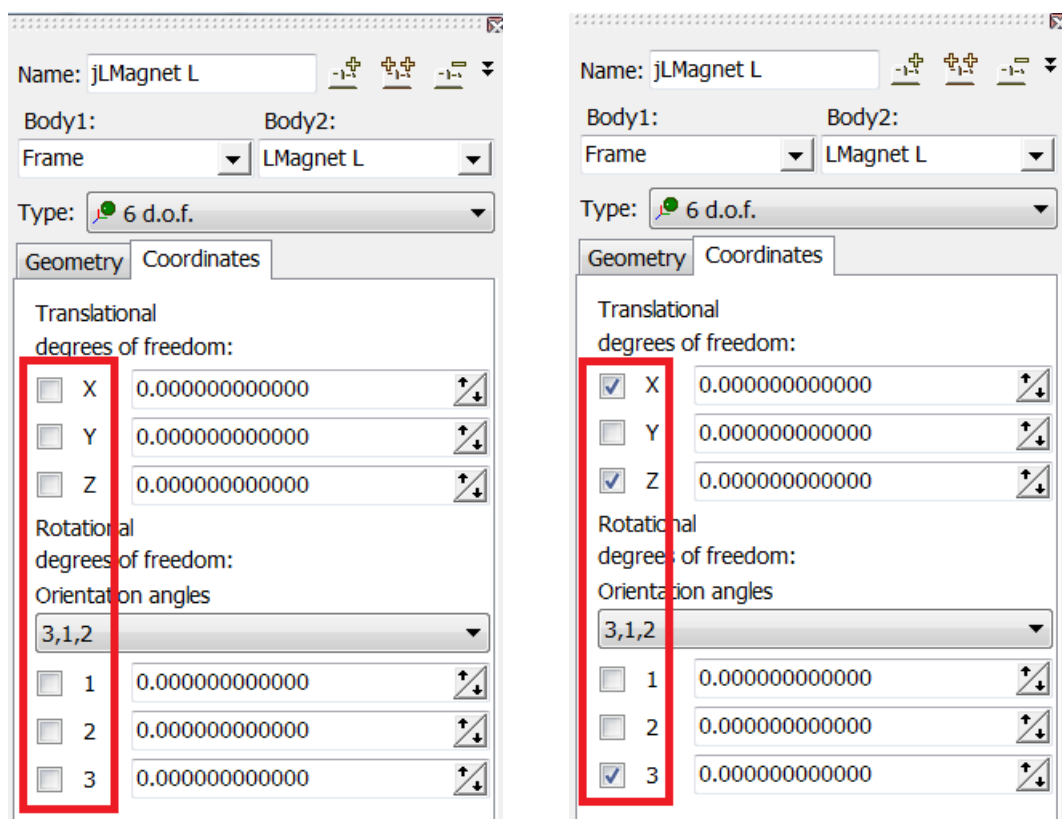 Name: jLMagnet L
Body1: Body2:
Frame LMagnet L
Type: 6 d.o.f.
Geometry Coordinates
Translational
degrees of freedom:
X 0.000000000000
Y 0.000000000000
Z 0.000000000000
Rotational
degrees of freedom:
Orientation angles
3,1,2
1 0.000000000000
2 0.000000000000
3 0.000000000000
Name: jLMagnet L
Body1: Body2:
Frame LMagnet L
Type: 6 d.o.f.
Geometry Coordinates
Translational
degrees of freedom:
X 0.000000000000
Y 0.000000000000
Z 0.000000000000
Rotational
degrees of freedom:
Orientation angles
3,1,2
1 0.000000000000
2 0.000000000000
3 0.000000000000